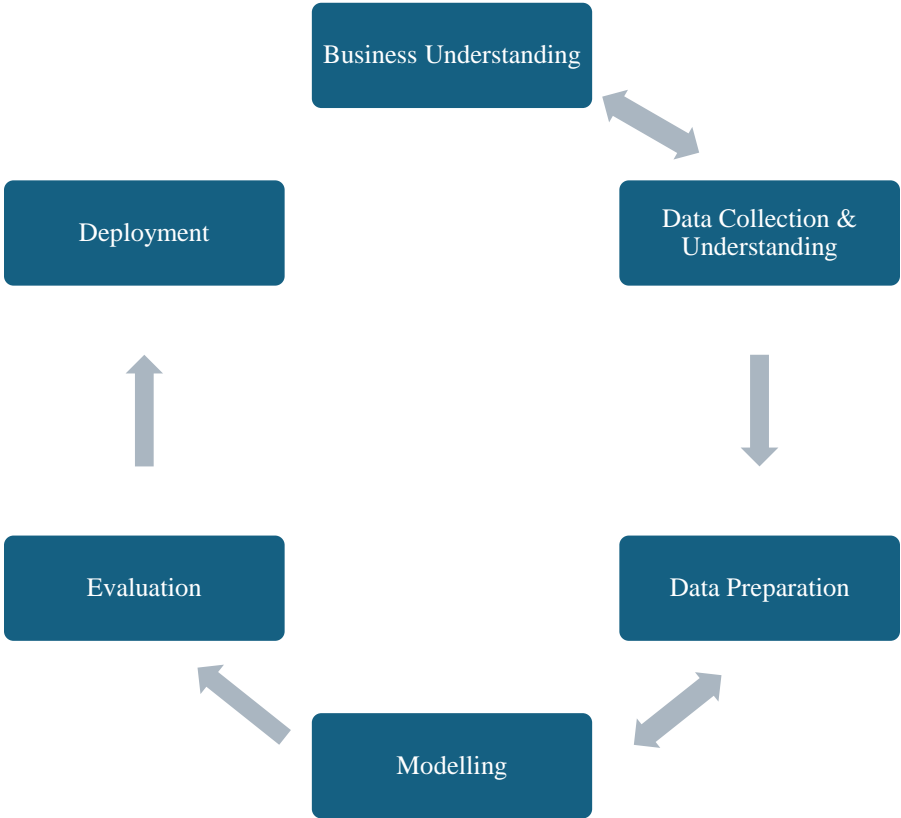 Business Understanding
Data Collection &
Understanding
Data Preparation
Modelling
Evaluation
Deployment